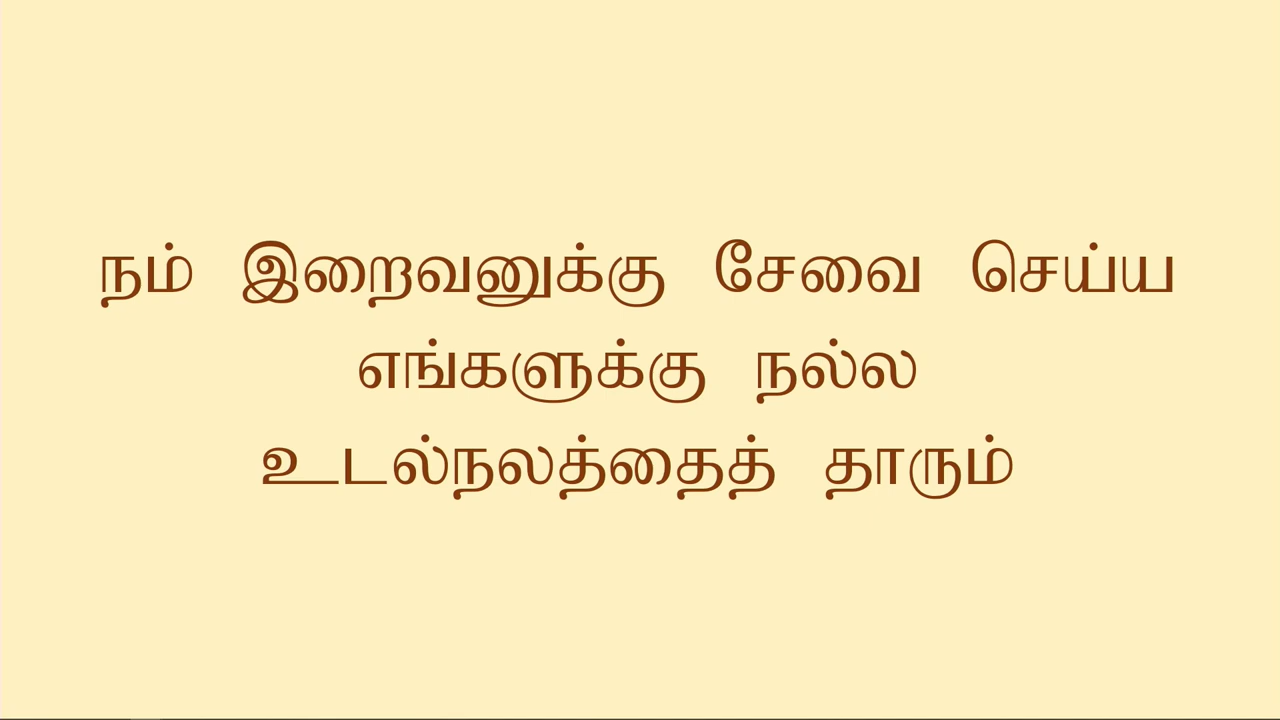 நம் இறைவனுக்கு சேவை செய்ய
எங்களுக்கு நல்ல
உடல்நலத்தைத் தாரும்